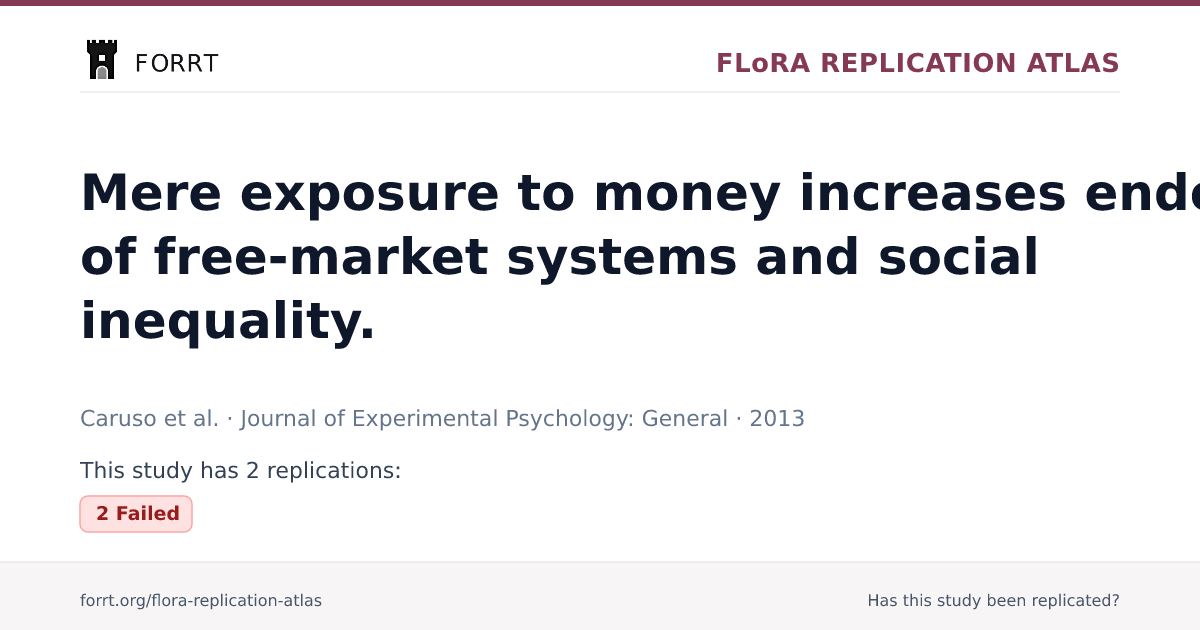 FORRT
FLoRA REPLICATION ATLAS
Mere exposure to money increases
of free-market systems and social
inequality.
Caruso et al. · Journal of Experimental Psychology: General · 2013
This study has 2 replications:
2 Failed
forrt.org/flora-replication-atlas
Has this study been replicated?